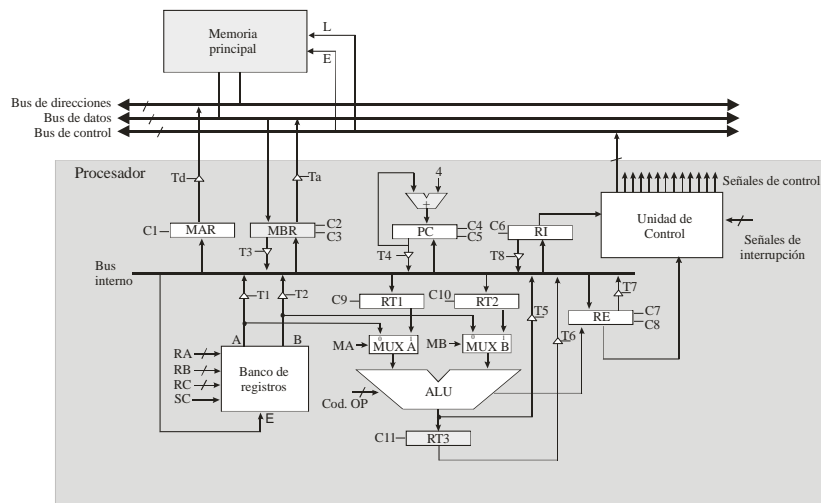 Memoria
principal
L
E
Bus de direcciones
Bus de datos
Bus de control
Procesador
Td
Ta
4
+
Señales de control
C1
MAR
MBR
C2
C3
PC
C4
C5
C6
RI
Unidad de
Control
Señales de
interrupción
T3
T4
T8
Bus
interno
T1
T2
C9
RT1
C10
RT2
T5
T7
RE
C7
C8
T6
A
B
MA
0 1
MUX A
MB
0 1
MUX B
RA
RB
RC
SC
Banco de
registros
E
ALU
Cod. OP
C11
RT3